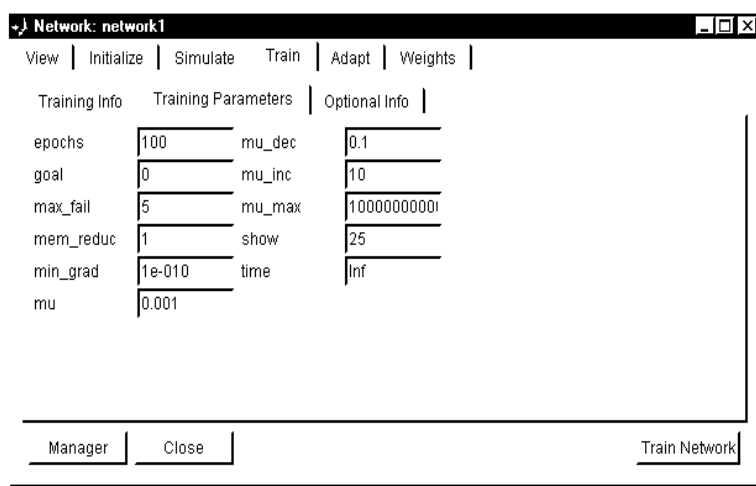 Network: network1
View Initialize Simulate Train Adapt Weights
Training Info Training Parameters Optional Info
epochs 100 mu_dec 0.1
goal 0 mu_inc 10
max_fail 5 mu_max 1000000000
mem_reduc 1 show 25
min_grad 1e-010 time Inf
mu 0.001
Manager Close Train Network